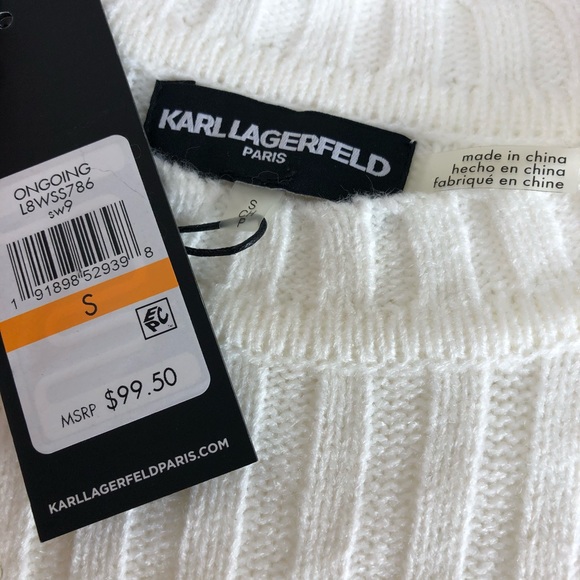 ONGOING
L8WSS786
sw9
1 91898 52939 8
S
EPC
MSRP $99.50
KARLLAGERFELDPARIS.COM
KARL LAGERFELD
PARIS
made in china
hecho en china
fabriqué en chine
S